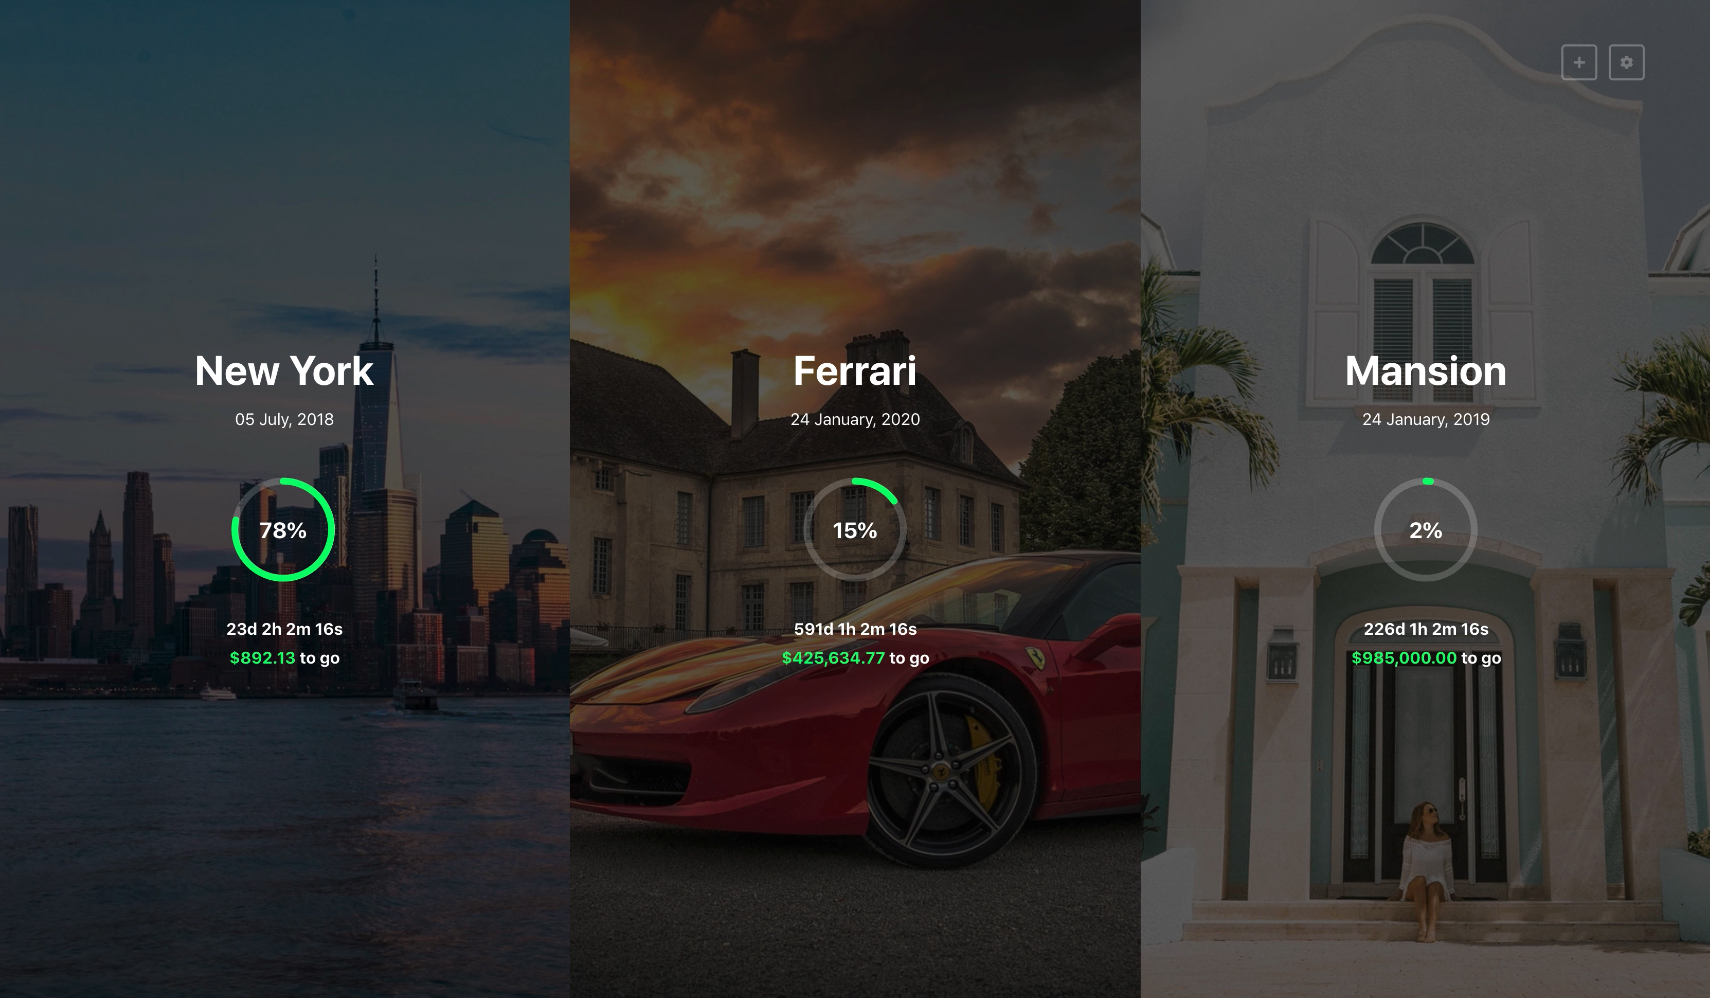 New York
05 July, 2018
78%
23d 2h 2m 16s
$892.13 to go
Ferrari
24 January, 2020
15%
591d 1h 2m 16s
$425,634.77 to go
Mansion
24 January, 2019
2%
226d 1h 2m 16s
$985,000.00 to go